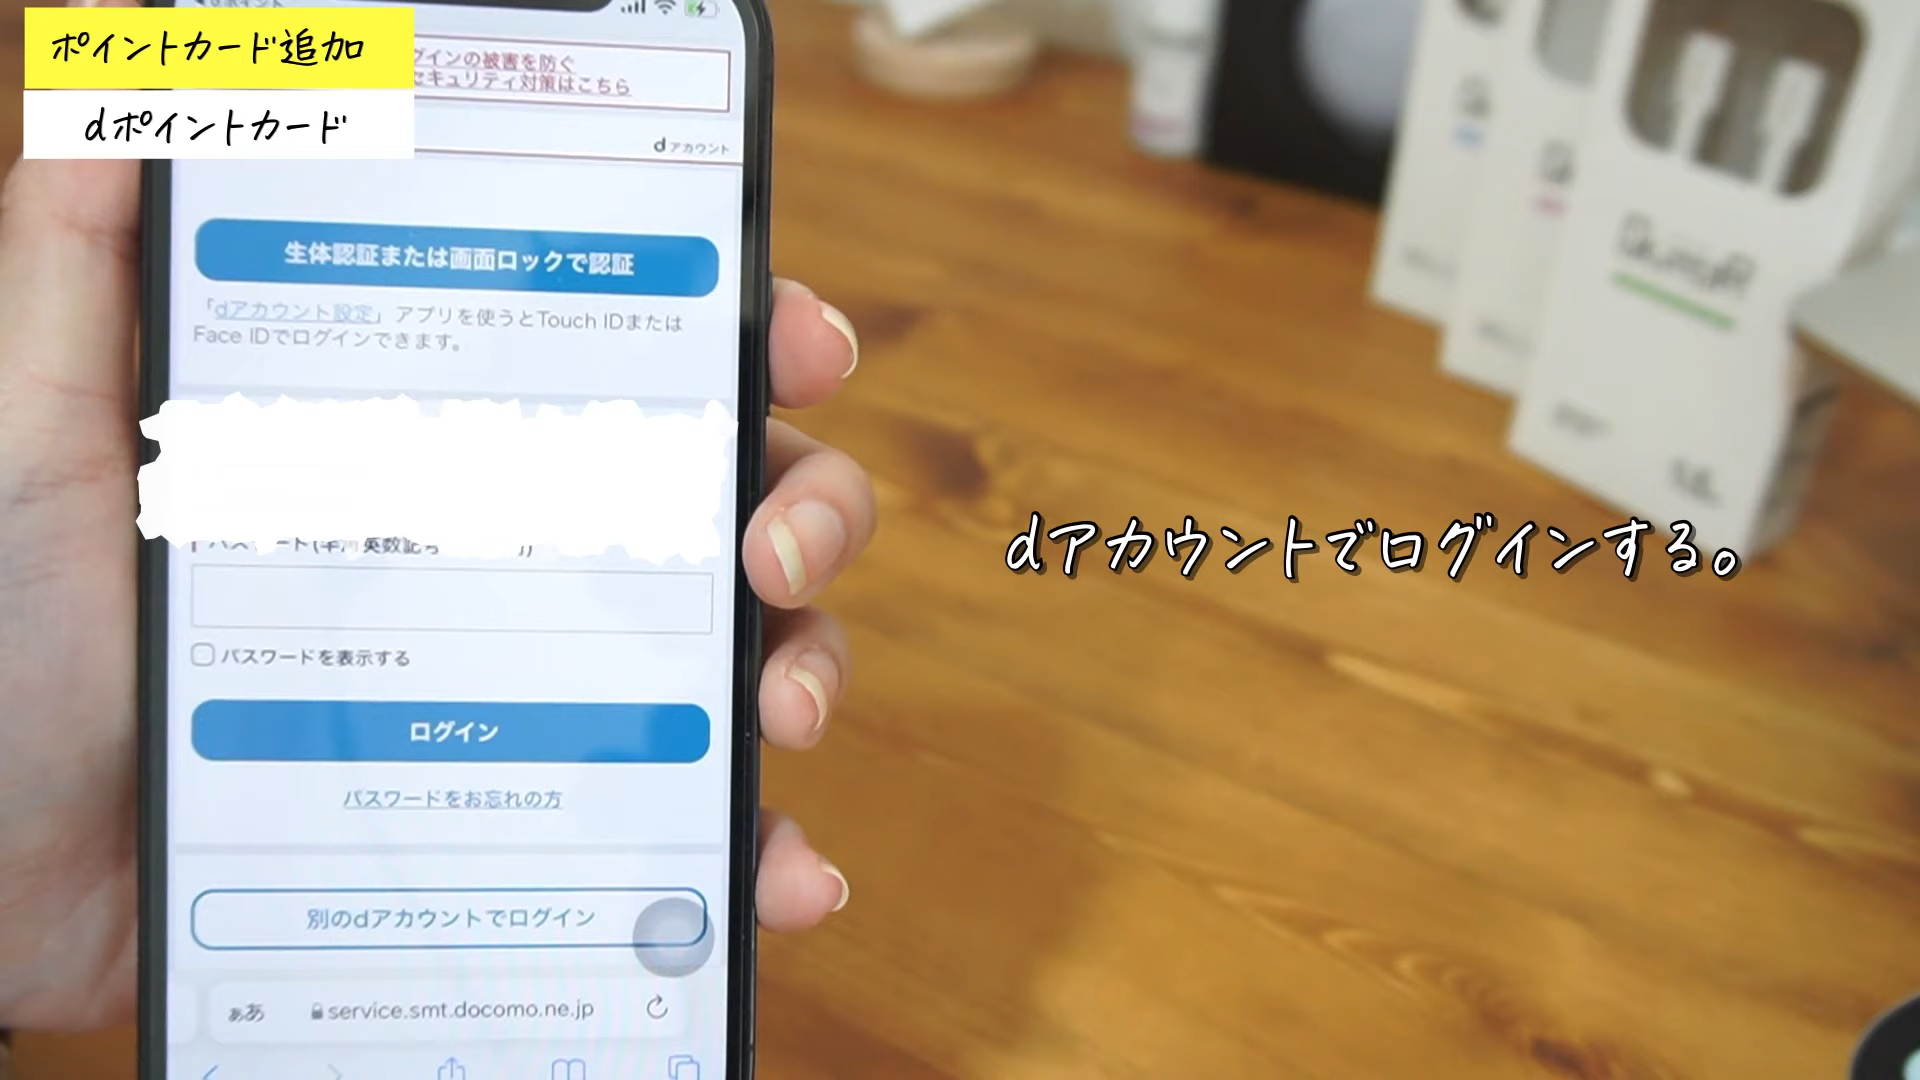 ポイントカード追加
dポイントカード
グインの被害を防ぐ
セキュリティ対策はこちら
dアカウント
生体認証または画面ロックで認証
「dアカウント設定」アプリを使うとTouch IDまたは
Face IDでログインできます。
dアカウントでログインする。
パスワードを表示する
ログイン
パスワードをお忘れの方
別のdアカウントでログイン
ぁあ service.smt.docomo.ne.jp